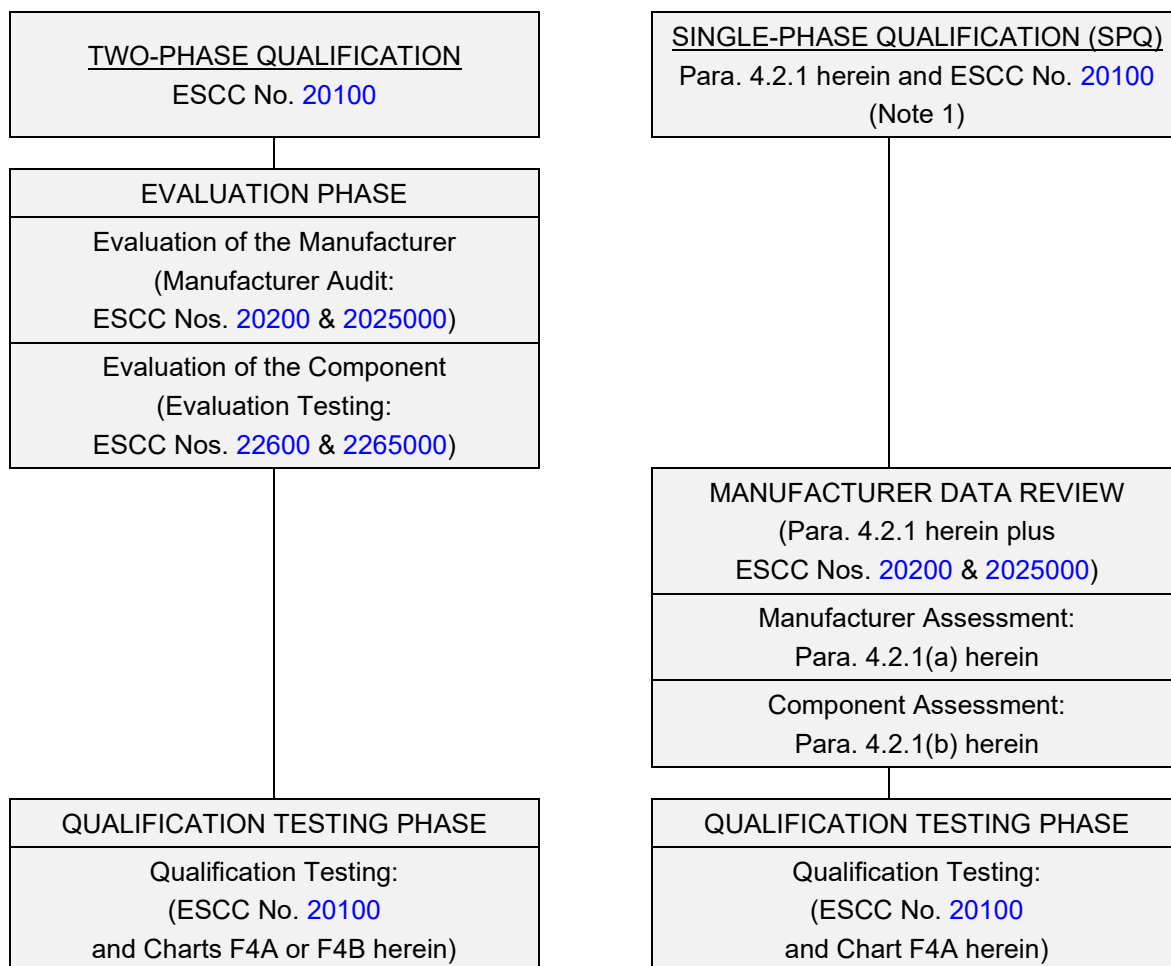 TWO-PHASE QUALIFICATION
ESCC No. 20100
EVALUATION PHASE
Evaluation of the Manufacturer
(Manufacturer Audit:
ESCC Nos. 20200 & 2025000)
Evaluation of the Component
(Evaluation Testing:
ESCC Nos. 22600 & 2265000)
QUALIFICATION TESTING PHASE
Qualification Testing:
(ESCC No. 20100
and Charts F4A or F4B herein)
SINGLE-PHASE QUALIFICATION (SPQ)
Para. 4.2.1 herein and ESCC No. 20100
(Note 1)
MANUFACTURER DATA REVIEW
(Para. 4.2.1 herein plus
ESCC Nos. 20200 & 2025000)
Manufacturer Assessment:
Para. 4.2.1(a) herein
Component Assessment:
Para. 4.2.1(b) herein
QUALIFICATION TESTING PHASE
Qualification Testing:
(ESCC No. 20100
and Chart F4A herein)